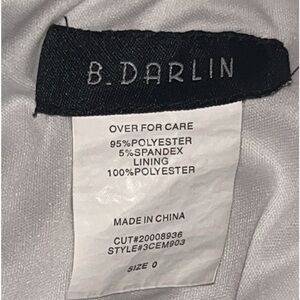 B. DARLIN
OVER FOR CARE
95%POLYESTER
5%SPANDEX
LINING
100%POLYESTER
MADE IN CHINA
CUT#20008936
STYLE#3CEM903
SIZE 0